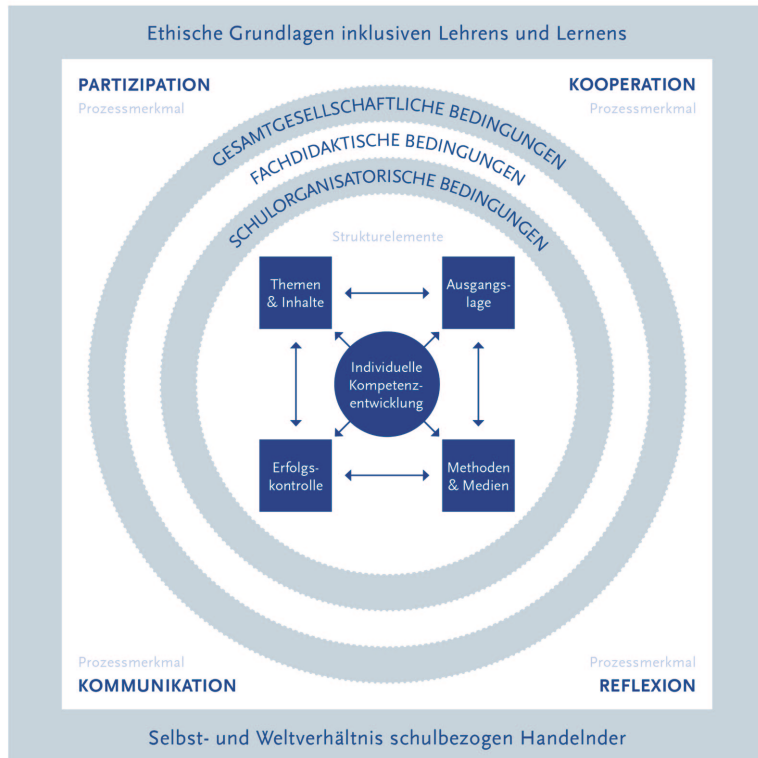 Ethische Grundlagen inklusiven Lehrens und Lernens
PARTIZIPATION
Prozessmerkmal
KOOPERATION
Prozessmerkmal
GESAMTGESELLSCHAFTLICHE BEDINGUNGEN
FACHDIDAKTISCHE BEDINGUNGEN
SCHULORGANISATORISCHE BEDINGUNGEN
Strukturelemente
Themen
& Inhalte
Ausgangs-
lage
Individuelle
Kompetenz-
entwicklung
Erfolgs-
kontrolle
Methoden
& Medien
Prozessmerkmal
KOMMUNIKATION
Prozessmerkmal
REFLEXION
Selbst- und Weltverhältnis schulbezogen Handelnder